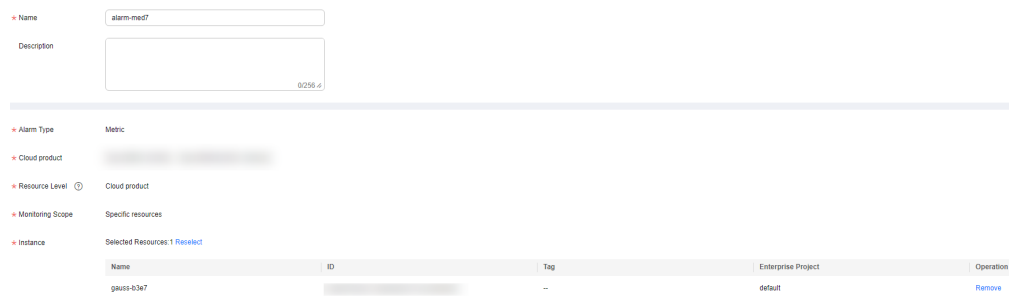 * Name alarm-med7
Description
0/256
* Alarm Type Metric
* Cloud product
* Resource Level ? Cloud product
* Monitoring Scope Specific resources
* Instance Selected Resources:1 Reselect
Name ID Tag Enterprise Project Operation
gauss-b3e7 -- default Remove